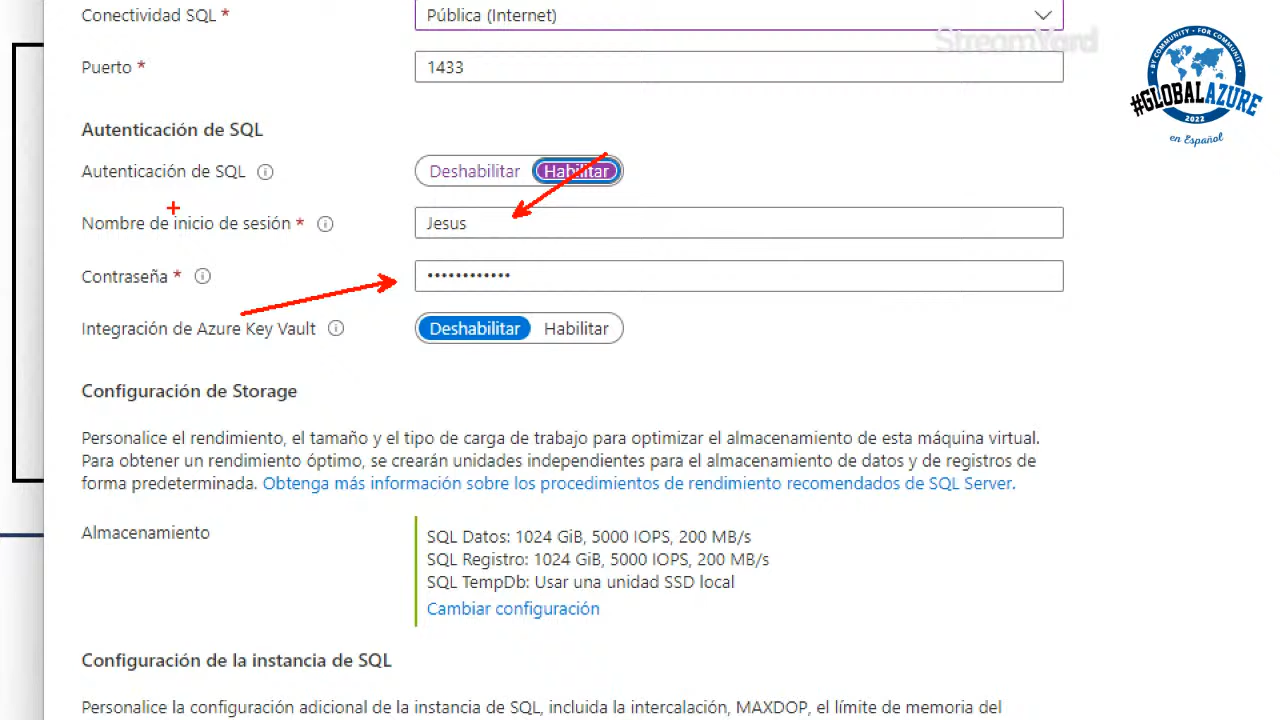 Conectividad SQL *
Pública (Internet)
StreamYard
Puerto *
1433
BY COMMUNITY · FOR COMMUNITY
#GLOBALAZURE
2022
en Español
Autenticación de SQL
Autenticación de SQL
Deshabilitar Habilitar
Nombre de inicio de sesión *
Jesus
Contraseña *
••••••••••••
Integración de Azure Key Vault
Deshabilitar Habilitar
Configuración de Storage
Personalice el rendimiento, el tamaño y el tipo de carga de trabajo para optimizar el almacenamiento de esta máquina virtual.
Para obtener un rendimiento óptimo, se crearán unidades independientes para el almacenamiento de datos y de registros de
forma predeterminada. Obtenga más información sobre los procedimientos de rendimiento recomendados de SQL Server.
Almacenamiento
SQL Datos: 1024 GiB, 5000 IOPS, 200 MB/s
SQL Registro: 1024 GiB, 5000 IOPS, 200 MB/s
SQL TempDb: Usar una unidad SSD local
Cambiar configuración
Configuración de la instancia de SQL
Personalice la configuración adicional de la instancia de SQL, incluida la intercalación, MAXDOP, el límite de memoria del